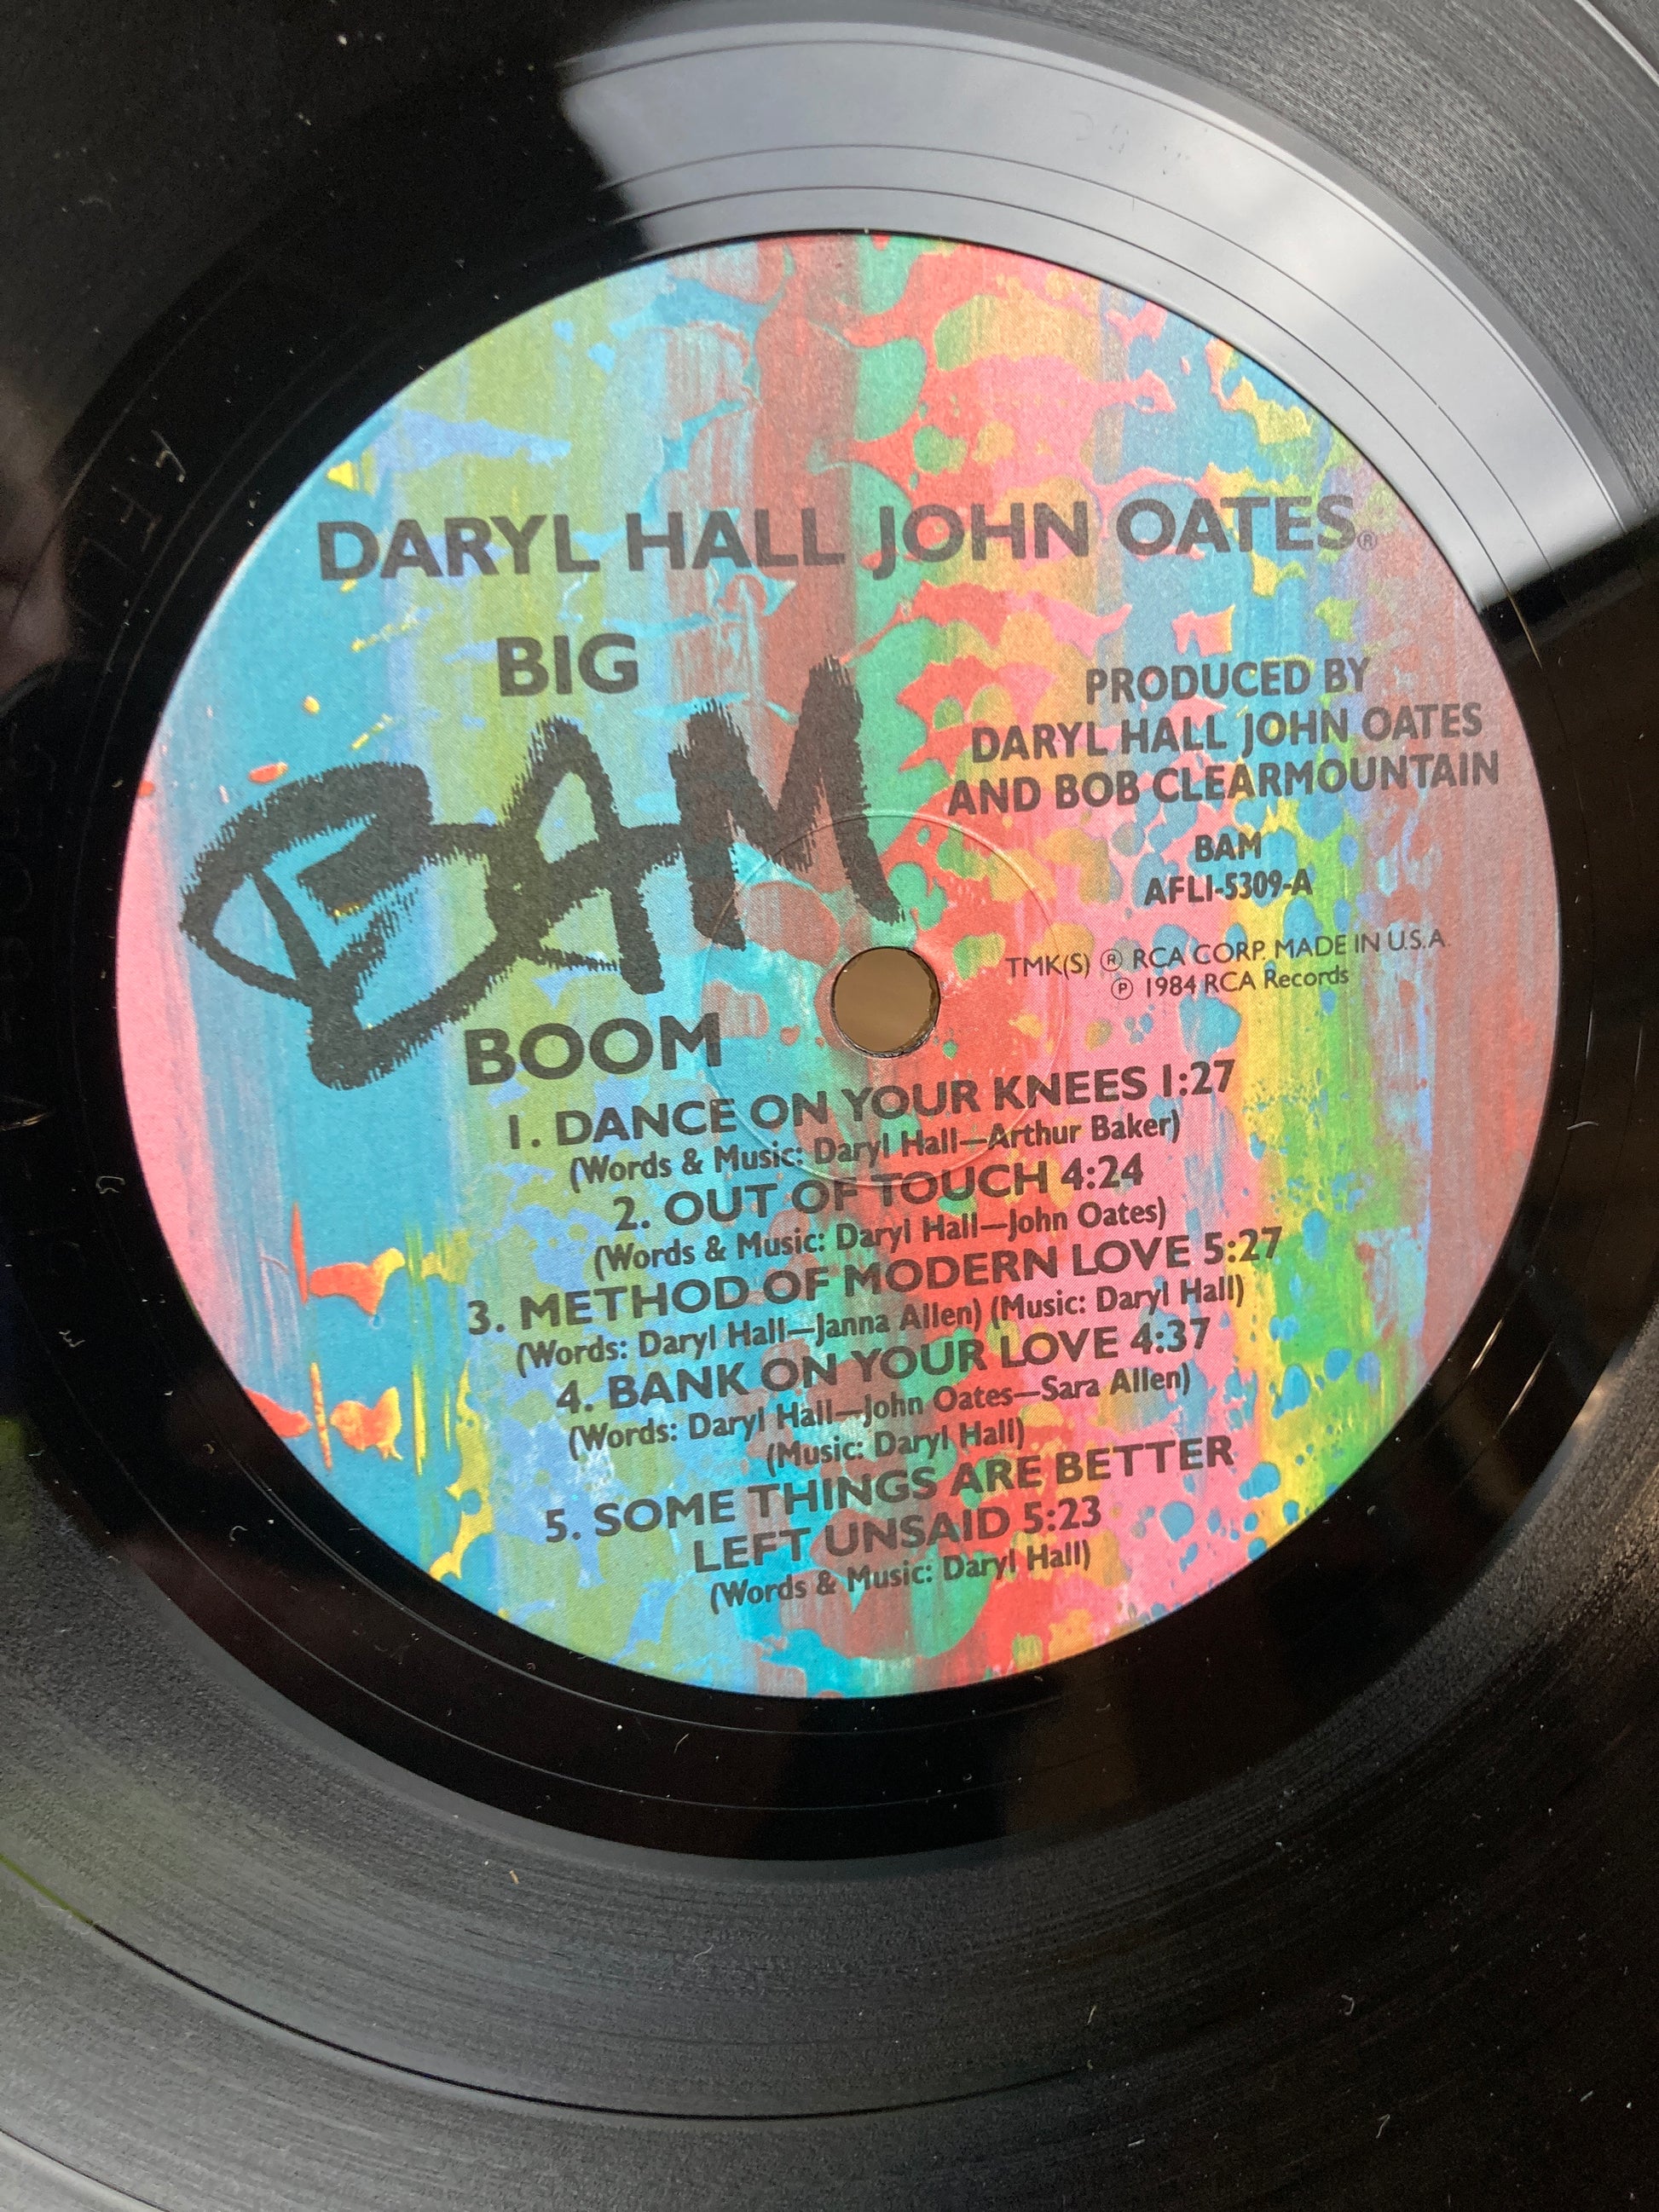 DARYL HALL JOHN OATES®
BIG
BAM
BOOM
PRODUCED BY
DARYL HALL JOHN OATES
AND BOB CLEARMOUNTAIN
BAM
AFL1-5309-A
TMK(S) ® RCA CORP. MADE IN U.S.A.
℗ 1984 RCA Records
1. DANCE ON YOUR KNEES 1:27
(Words & Music: Daryl Hall—Arthur Baker)
2. OUT OF TOUCH 4:24
(Words & Music: Daryl Hall—John Oates)
3. METHOD OF MODERN LOVE 5:27
(Words: Daryl Hall—Janna Allen) (Music: Daryl Hall)
4. BANK ON YOUR LOVE 4:37
(Words: Daryl Hall—John Oates—Sara Allen)
(Music: Daryl Hall)
5. SOME THINGS ARE BETTER
LEFT UNSAID 5:23
(Words & Music: Daryl Hall)